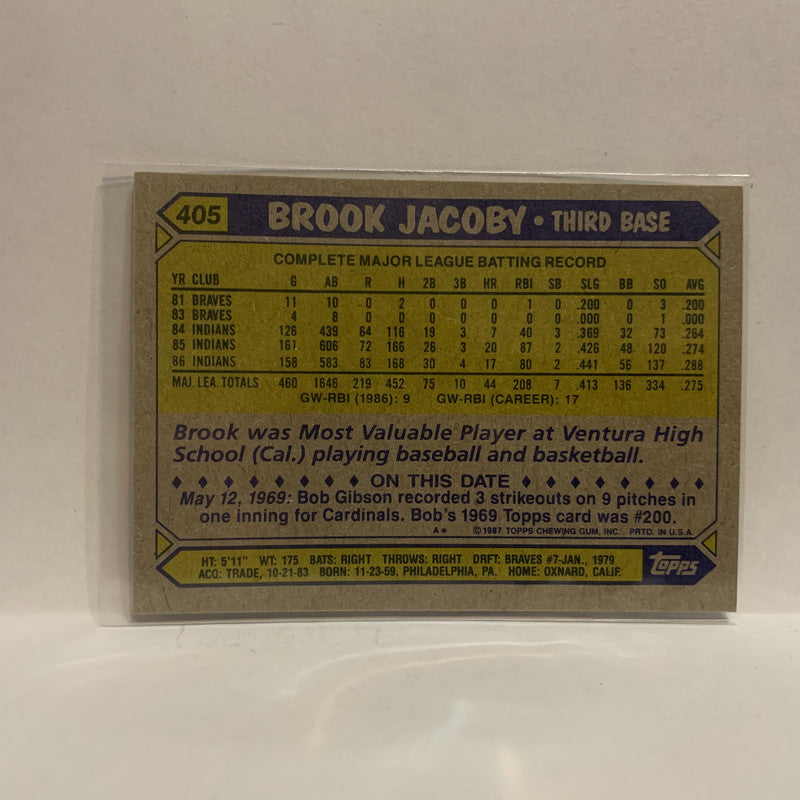 405 BROOK JACOBY • THIRD BASE
COMPLETE MAJOR LEAGUE BATTING RECORD
YR CLUB G AB R H 2B 3B HR RBI SB SLG BB SO AVG
81 BRAVES 11 10 0 2 0 0 0 1 0 .200 0 3 .200
83 BRAVES 4 8 0 0 0 0 0 0 0 .000 0 1 .000
84 INDIANS 126 439 64 116 19 3 7 40 3 .369 32 73 .264
85 INDIANS 161 606 72 166 26 3 20 87 2 .426 48 120 .274
86 INDIANS 158 583 83 168 30 4 17 80 2 .441 56 137 .288
MAJ. LEA. TOTALS 460 1646 219 452 75 10 44 208 7 .413 136 334 .275
GW-RBI (1986): 9 GW-RBI (CAREER): 17
Brook was Most Valuable Player at Ventura High
School (Cal.) playing baseball and basketball.
♦ ♦ ♦ ♦ ♦ ♦ ♦ ♦ ON THIS DATE ♦ ♦ ♦ ♦ ♦ ♦ ♦ ♦
May 12, 1969: Bob Gibson recorded 3 strikeouts on 9 pitches in
one inning for Cardinals. Bob's 1969 Topps card was #200.
A* ©1987 TOPPS CHEWING GUM, INC. PRTD. IN U.S.A.
HT: 5'11" WT: 175 BATS: RIGHT THROWS: RIGHT DRFT: BRAVES #7-JAN., 1979
ACQ: TRADE, 10-21-83 BORN: 11-23-59, PHILADELPHIA, PA. HOME: OXNARD, CALIF.
topps